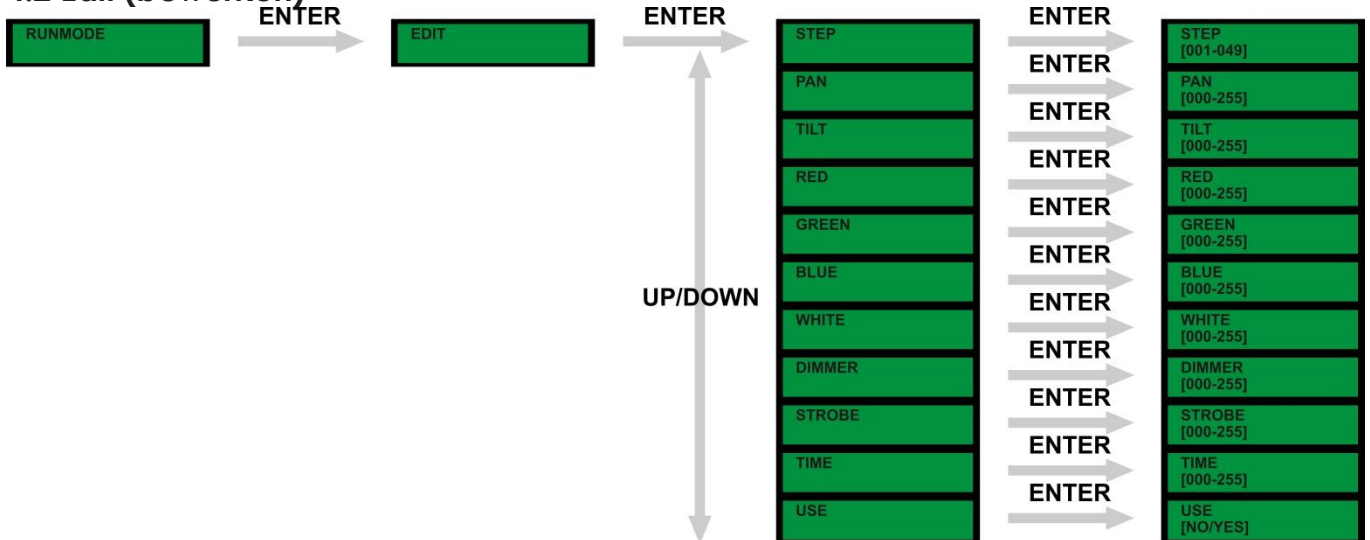 ENTER
ENTER
ENTER
RUNMODE
EDIT
STEP
STEP
[001-049]
ENTER
PAN
PAN
[000-255]
ENTER
TILT
TILT
[000-255]
ENTER
RED
RED
[000-255]
ENTER
GREEN
GREEN
[000-255]
ENTER
BLUE
BLUE
[000-255]
UP/DOWN
ENTER
WHITE
WHITE
[000-255]
ENTER
DIMMER
DIMMER
[000-255]
ENTER
STROBE
STROBE
[000-255]
ENTER
TIME
TIME
[000-255]
ENTER
USE
USE
[NO/YES]